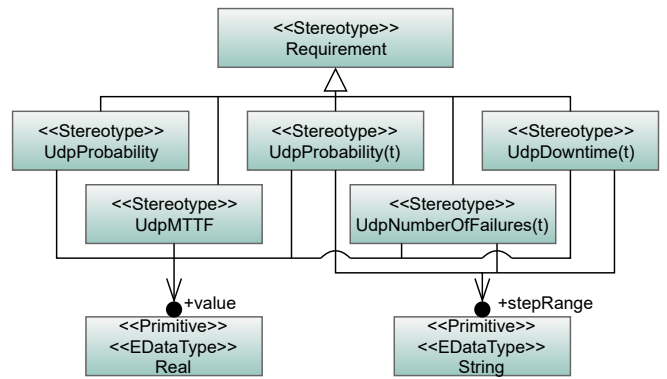 <<Stereotype>>
Requirement
<<Stereotype>>
UdpProbability
<<Stereotype>>
UdpProbability(t)
<<Stereotype>>
UdpDowntime(t)
<<Stereotype>>
UdpMTTF
<<Stereotype>>
UdpNumberOfFailures(t)
+value
+stepRange
<<Primitive>>
<<EDataType>>
Real
<<Primitive>>
<<EDataType>>
String